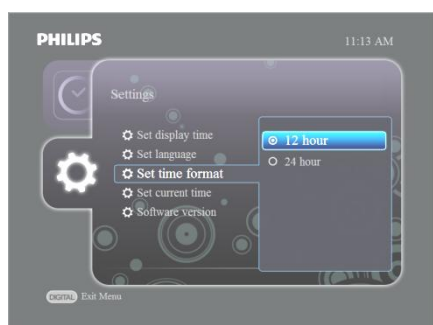 PHILIPS
11:13 AM
Settings
Set display time
Set language
Set time format
Set current time
Software version
12 hour
24 hour
DIGITAL Exit Menu